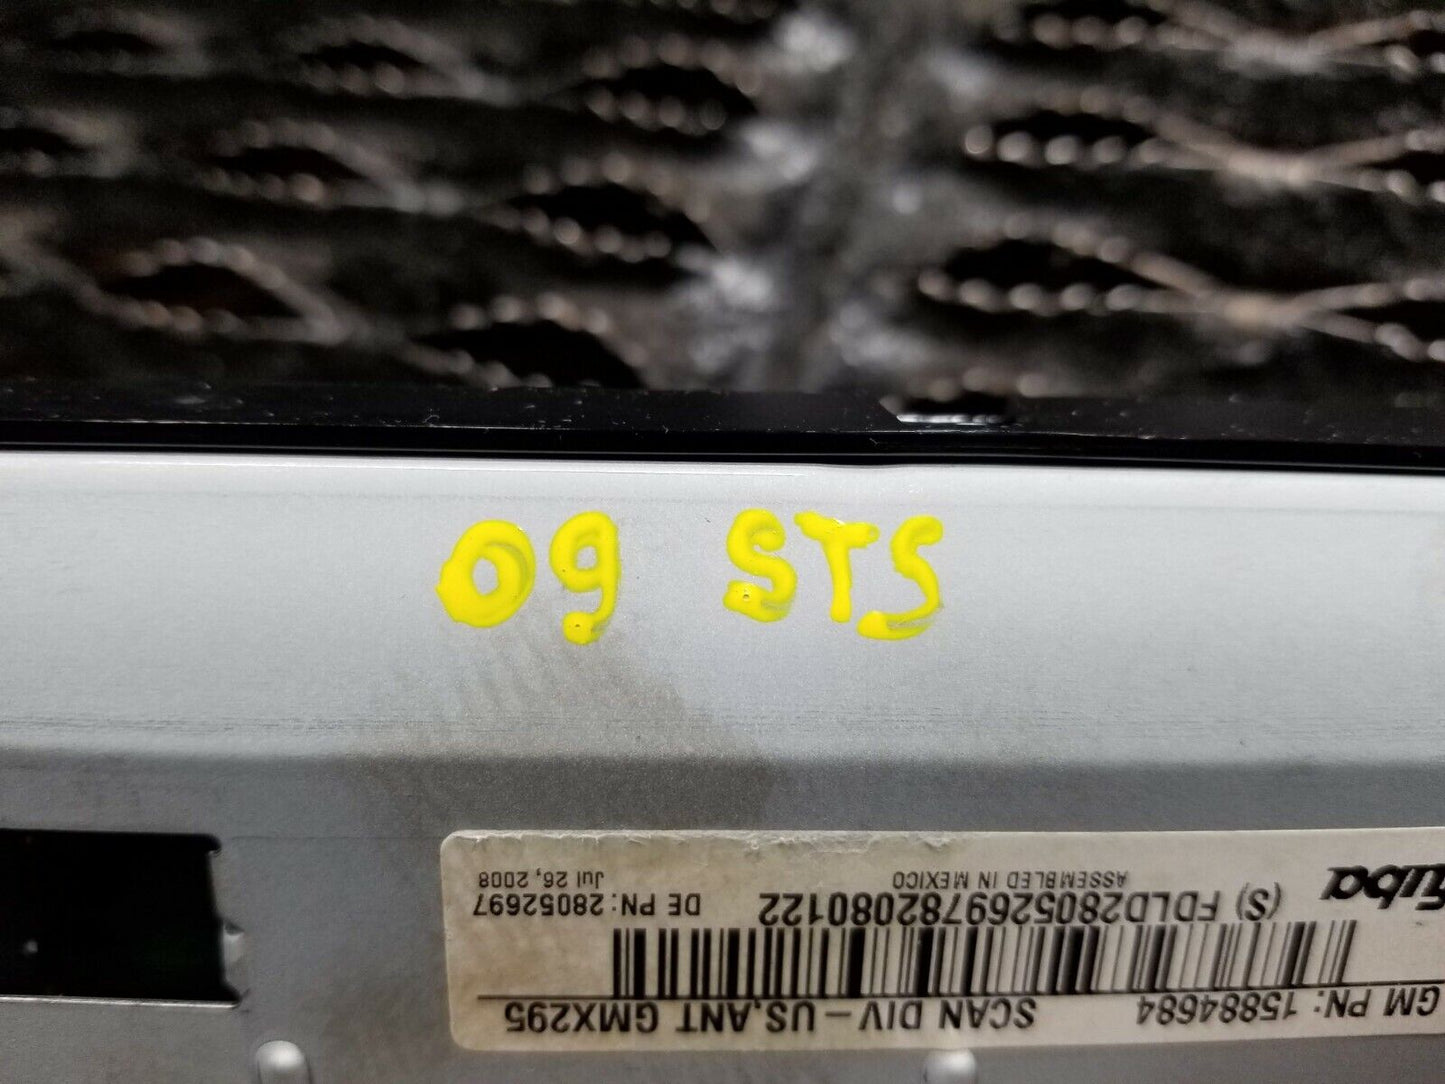 09 STS
GM PN: 15884684 SCAN DIV - US,ANT GMX295
(S) FDLD2805269782080122 DE PN: 28052697
ASSEMBLED IN MEXICO Jul 26, 2008
fuba